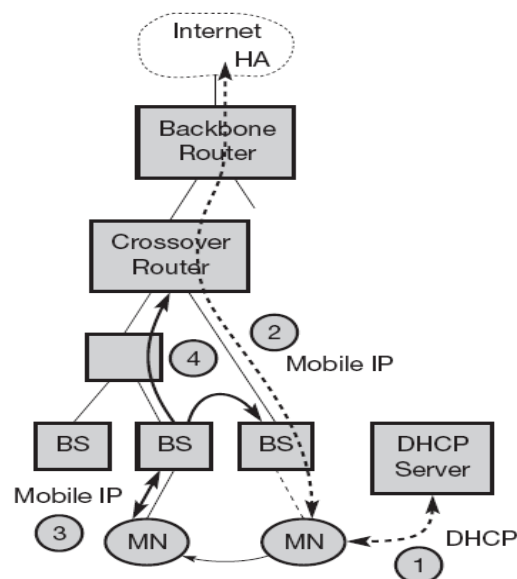 Internet
HA
Backbone
Router
Crossover
Router
2
4
Mobile IP
BS
BS
BS
DHCP
Server
Mobile IP
3
MN
MN
DHCP
1